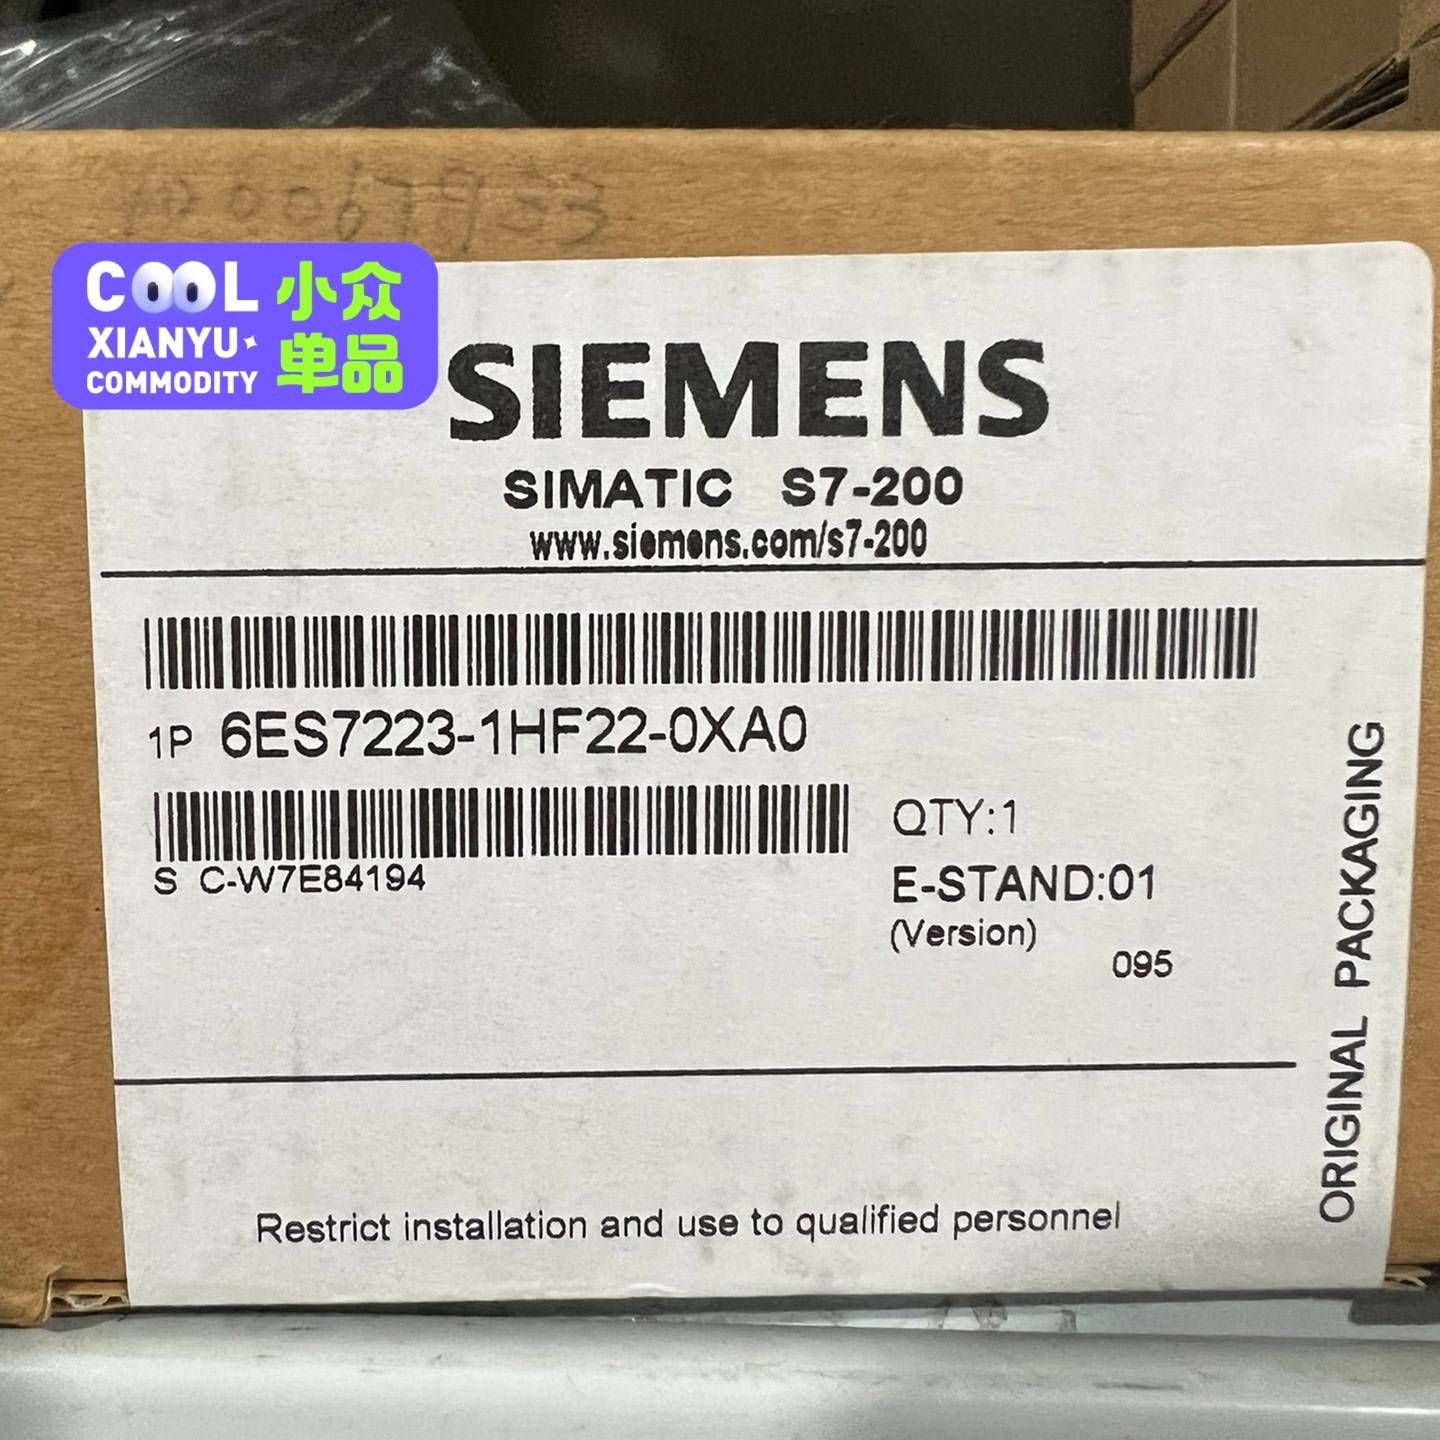 COOL 小众
XIANYU 单品
COMMODITY
SIEMENS
SIMATIC S7-200
www.siemens.com/s7-200
1P 6ES7223-1HF22-0XA0
S C-W7E84194
QTY:1
E-STAND:01
(Version)
095
ORIGINAL PACKAGING
Restrict installation and use to qualified personnel